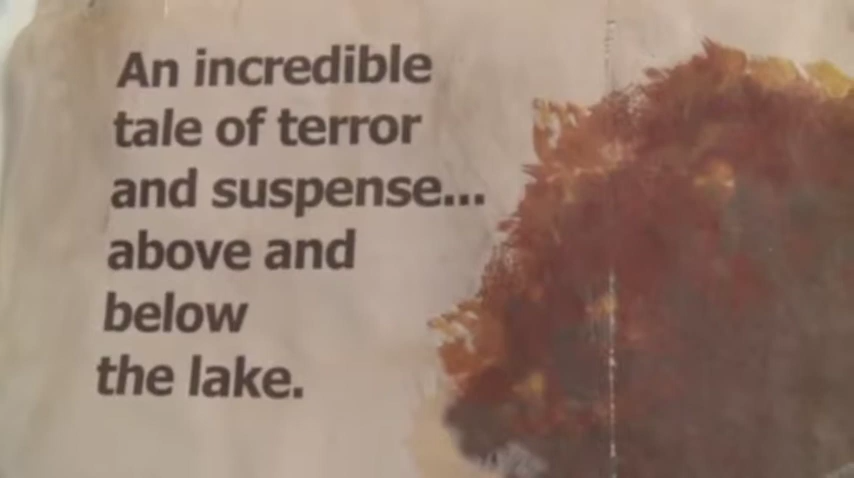 An incredible
tale of terror
and suspense...
above and
below
the lake.